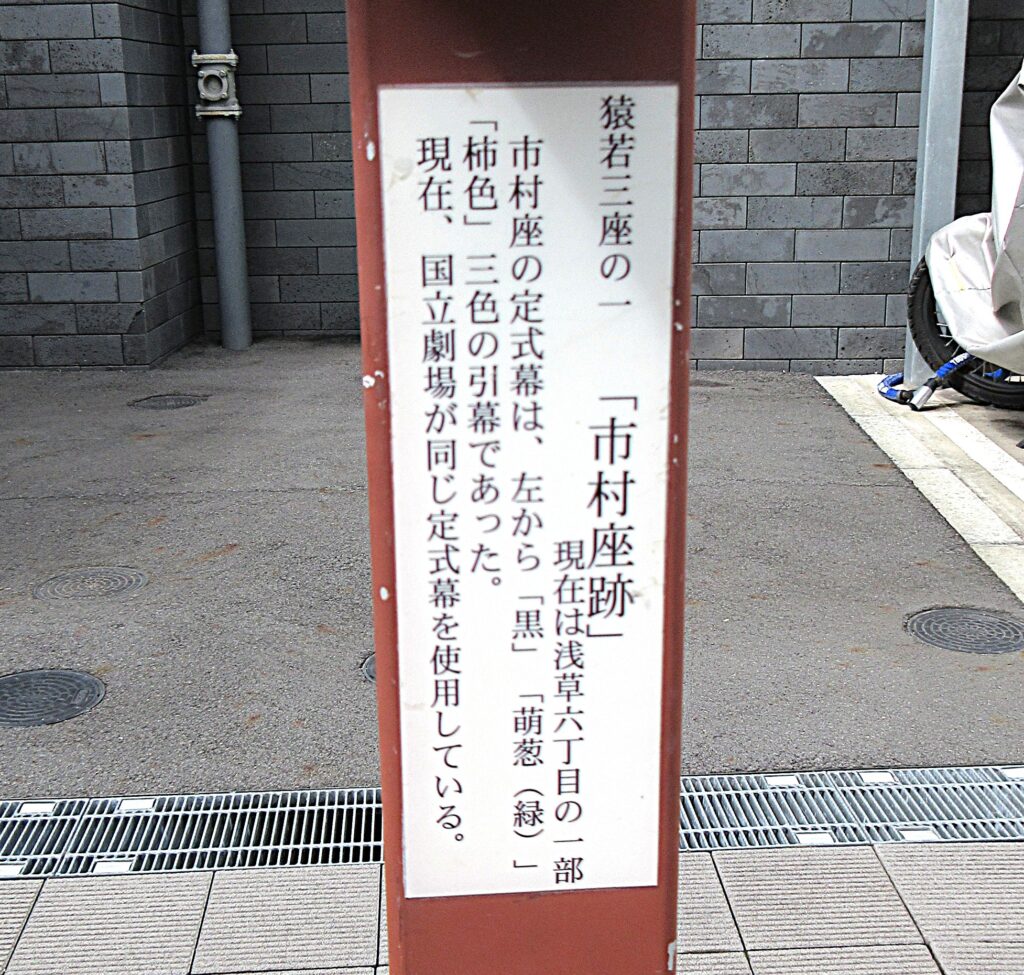 猿若三座の一 「市村座跡」
現在は浅草六丁目の一部
市村座の定式幕は、左から「黒」「萌葱(緑)」
「柿色」三色の引幕であった。
現在、国立劇場が同じ定式幕を使用している。